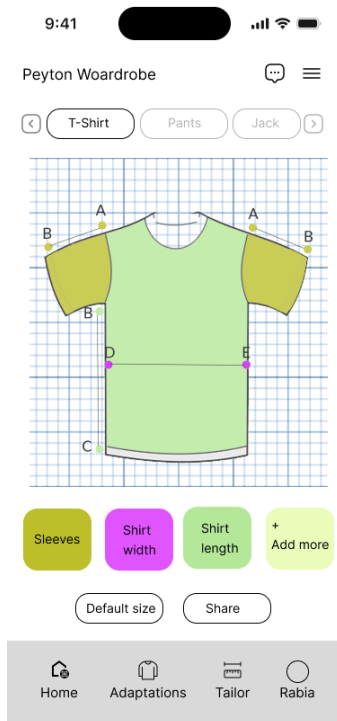 9:41
Peyton Woardrobe
T-Shirt Pants Jack
A A
B B
B
D E
C
Sleeves
Shirt width
Shirt length
+ Add more
Default size Share
Home Adaptations Tailor Rabia